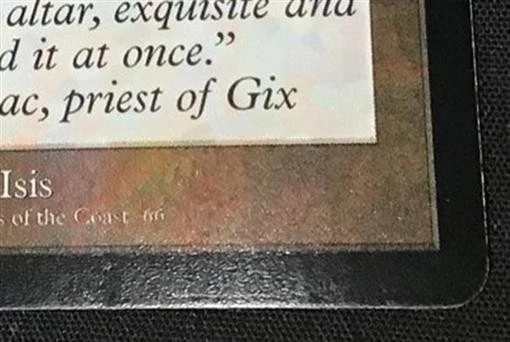 altar, exquisite and
d it at once.”
ac, priest of Gix
Isis
s of the Coast 66